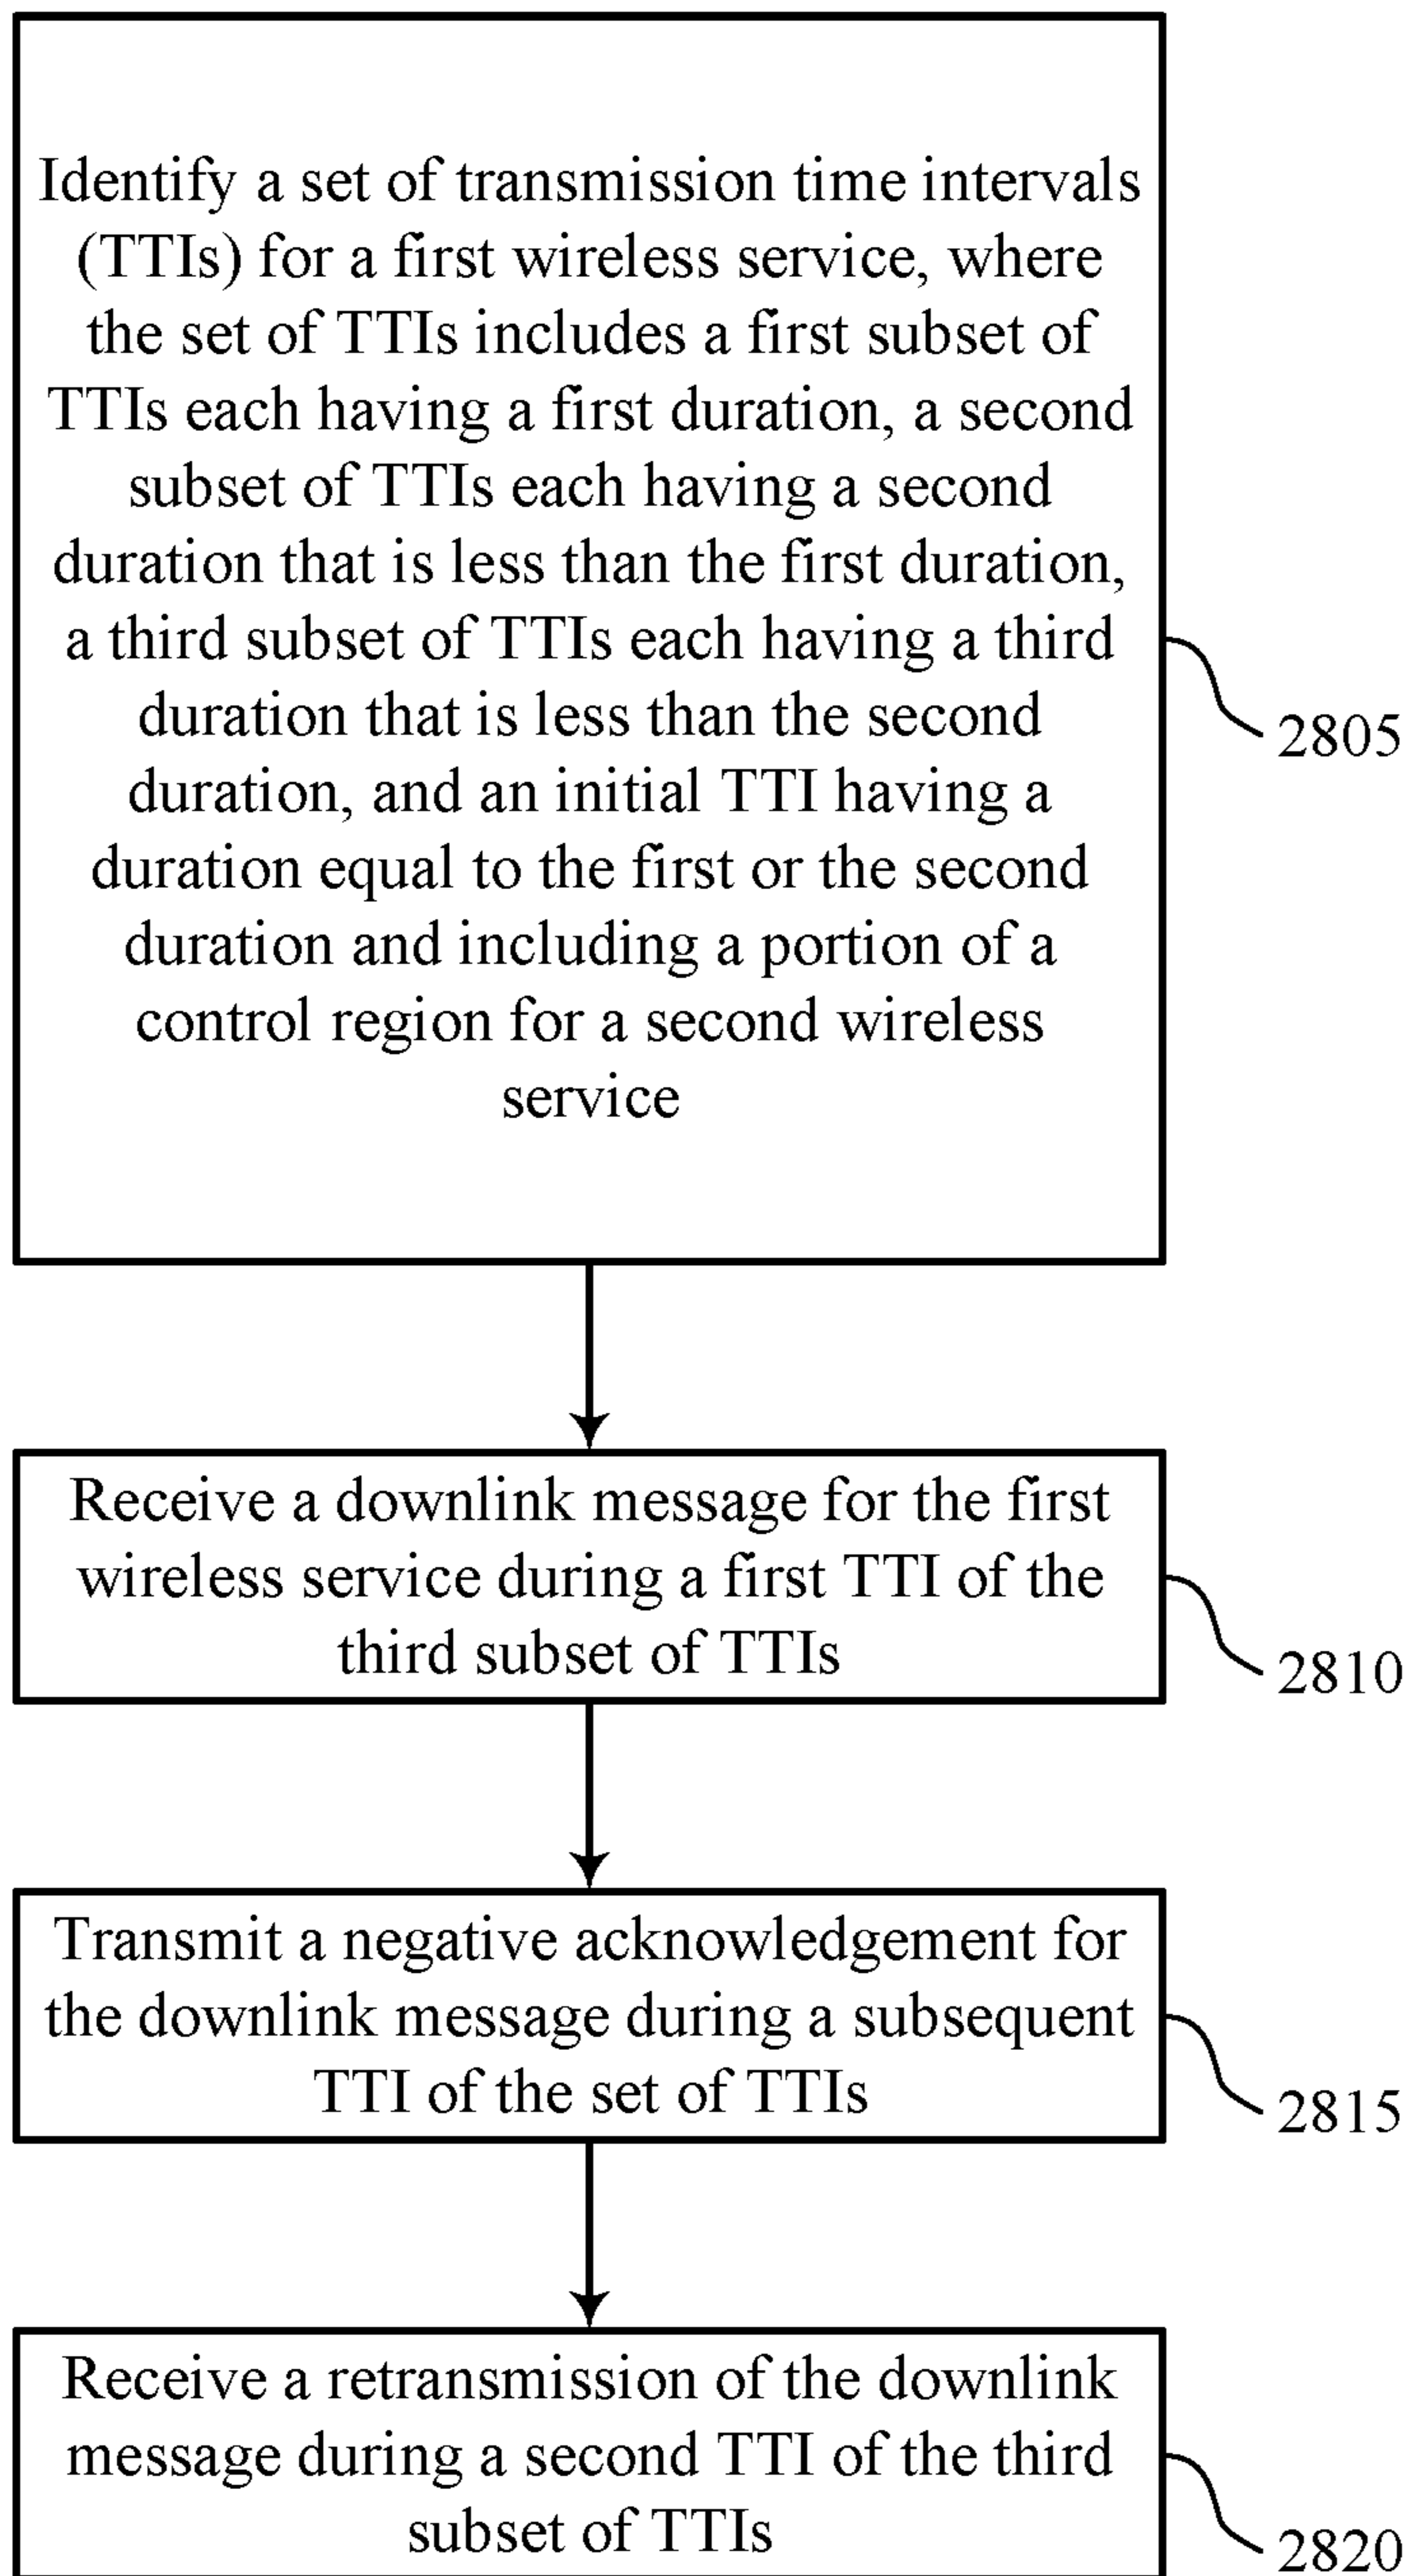 Identify a set of transmission time intervals
(TTIs) for a first wireless service, where
the set of TTIs includes a first subset of
TTIs each having a first duration, a second
subset of TTIs each having a second
duration that is less than the first duration,
a third subset of TTIs each having a third
duration that is less than the second
duration, and an initial TTI having a
duration equal to the first or the second
duration and including a portion of a
control region for a second wireless
service
2805
Receive a downlink message for the first
wireless service during a first TTI of the
third subset of TTIs
2810
Transmit a negative acknowledgement for
the downlink message during a subsequent
TTI of the set of TTIs
2815
Receive a retransmission of the downlink
message during a second TTI of the third
subset of TTIs
2820